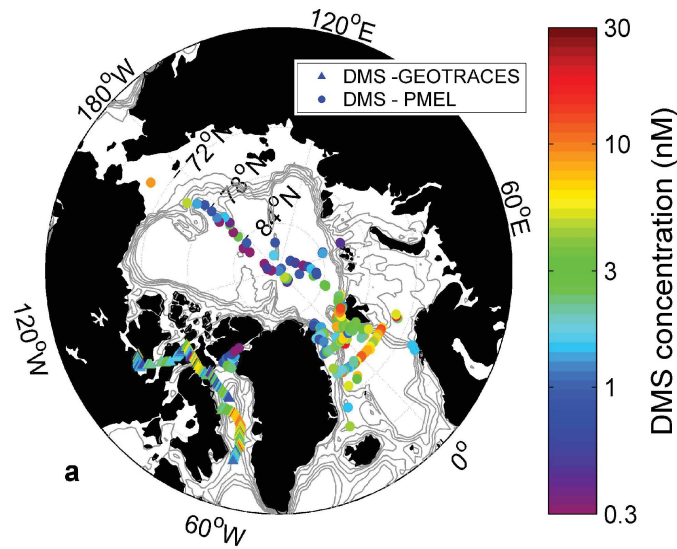 120°E
180°W
DMS -GEOTRACES
DMS - PMEL
72°N
78°N
84°N
60°E
120°W
0°
60°W
a
30
10
3
1
0.3
DMS concentration (nM)